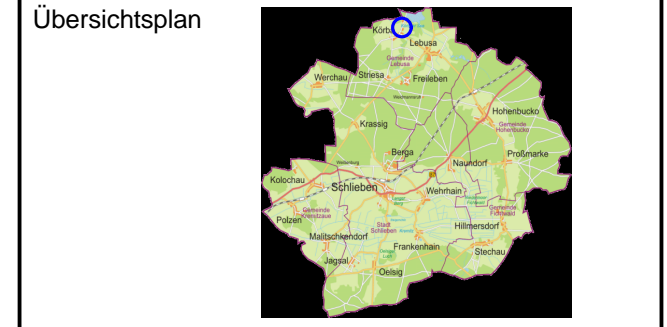 Übersichtsplan
Körba
Lebusa
Gemeinde
Lebusa
Werchau
Striesa
Freileben
Hohenbucko
Gemeinde
Hohenbucko
Krassig
Berga
Proßmarke
Naundorf
Kolochau
Schlieben
Wehrhain
Gemeinde
Kremitzaue
Polzen
Stadt
Schlieben
Gemeinde
Fichtwald
Malitschkendorf
Hillmersdorf
Frankenhain
Stechau
Jagsal
Oelsig